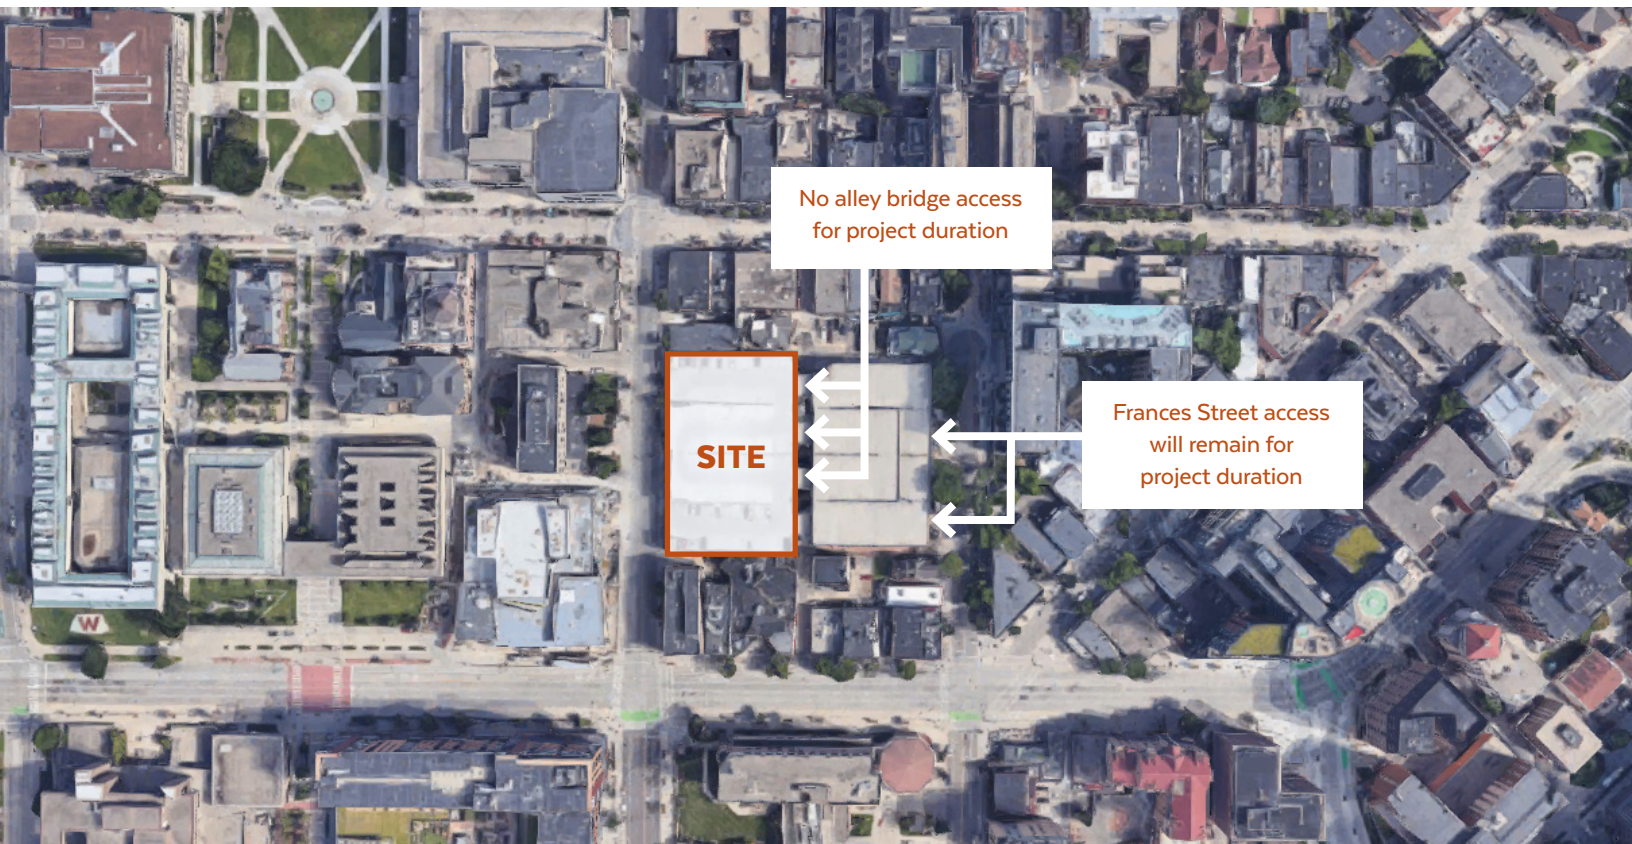 No alley bridge access
for project duration
Frances Street access
will remain for
project duration
SITE
W